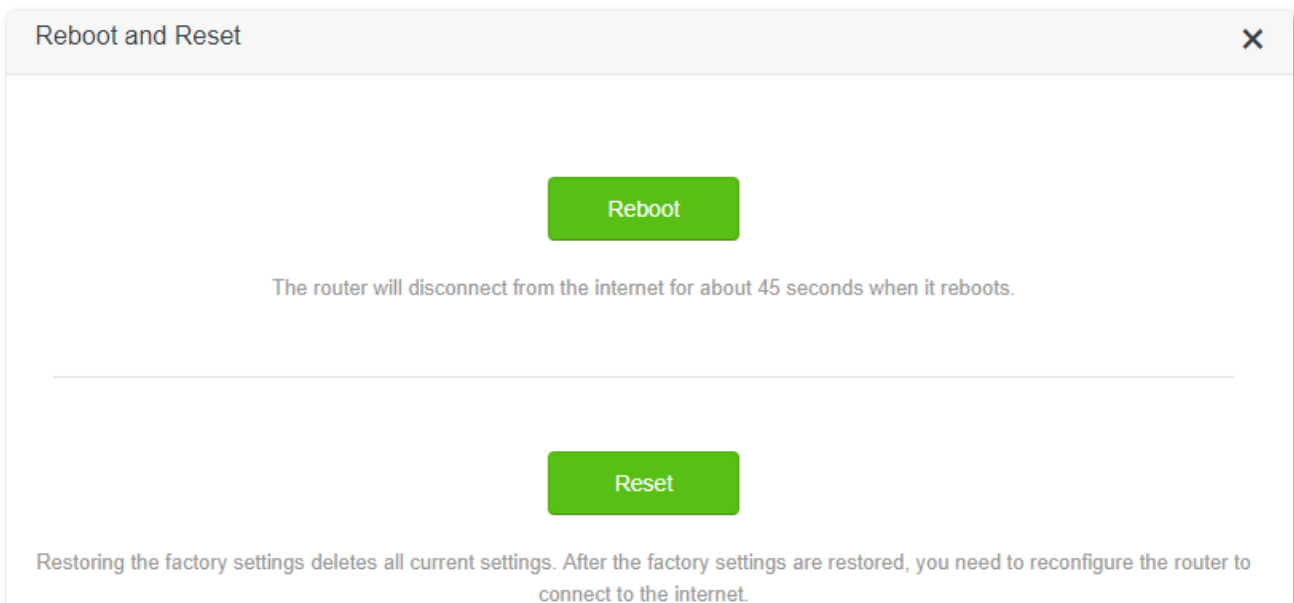 Reboot and Reset
Reboot
The router will disconnect from the internet for about 45 seconds when it reboots.
Reset
Restoring the factory settings deletes all current settings. After the factory settings are restored, you need to reconfigure the router to
connect to the internet.